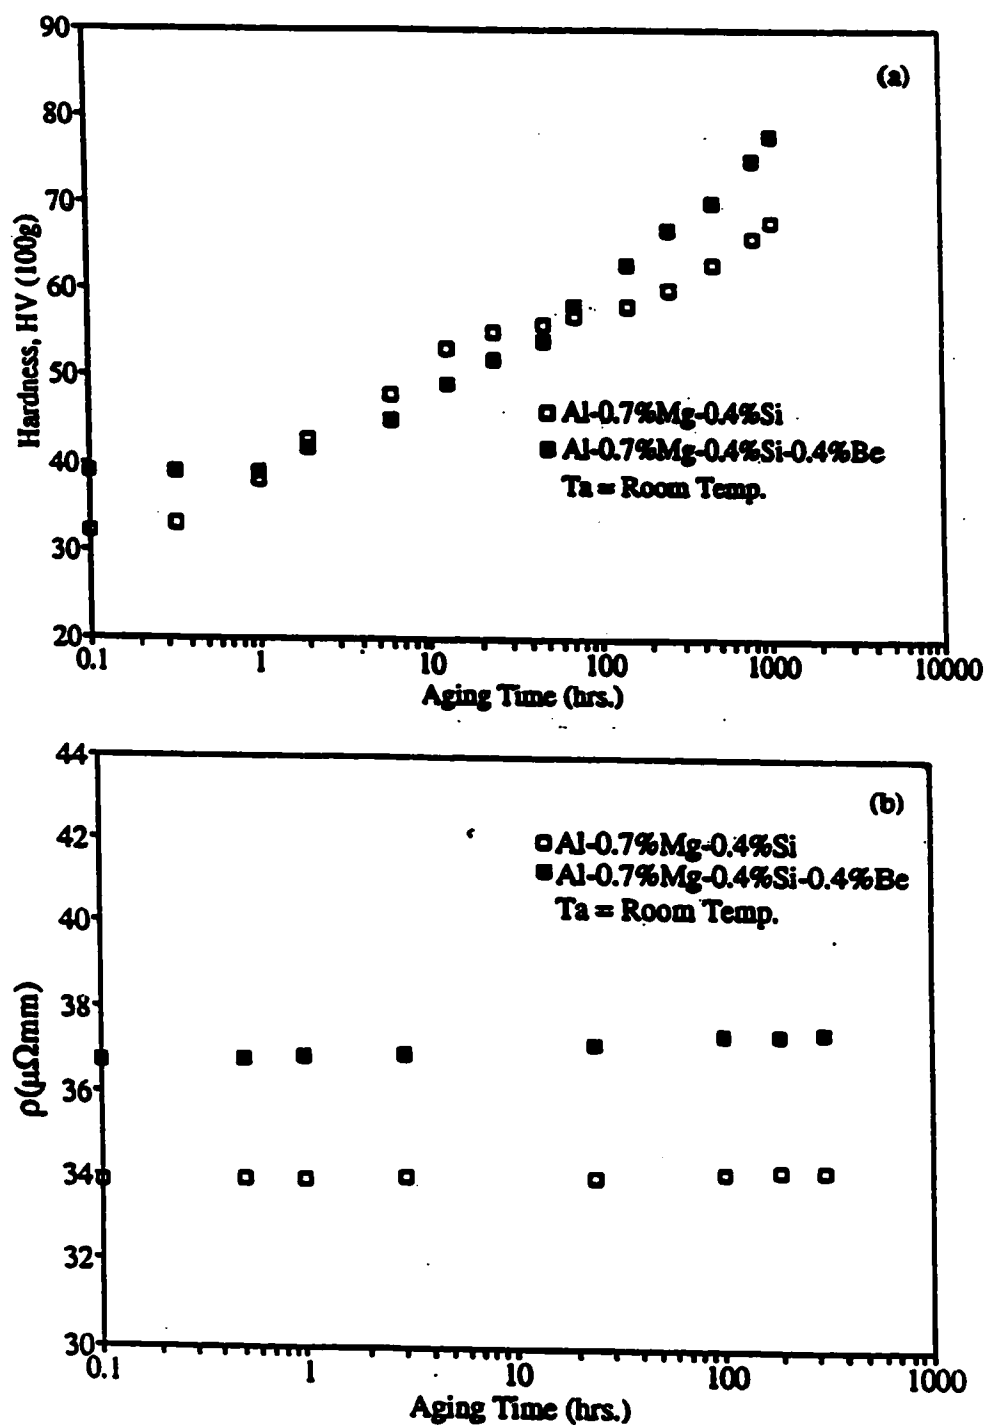 90
(a)
80
70
60
50
40
30
20
Hardness, HV (100g)
Al-0.7%Mg-0.4%Si
Al-0.7%Mg-0.4%Si-0.4%Be
Ta = Room Temp.
0.1 1 10 100 1000 10000
Aging Time (hrs.)
44
(b)
42
40
38
36
34
32
30
ρ(μΩmm)
Al-0.7%Mg-0.4%Si
Al-0.7%Mg-0.4%Si-0.4%Be
Ta = Room Temp.
0.1 1 10 100 1000
Aging Time (hrs.)